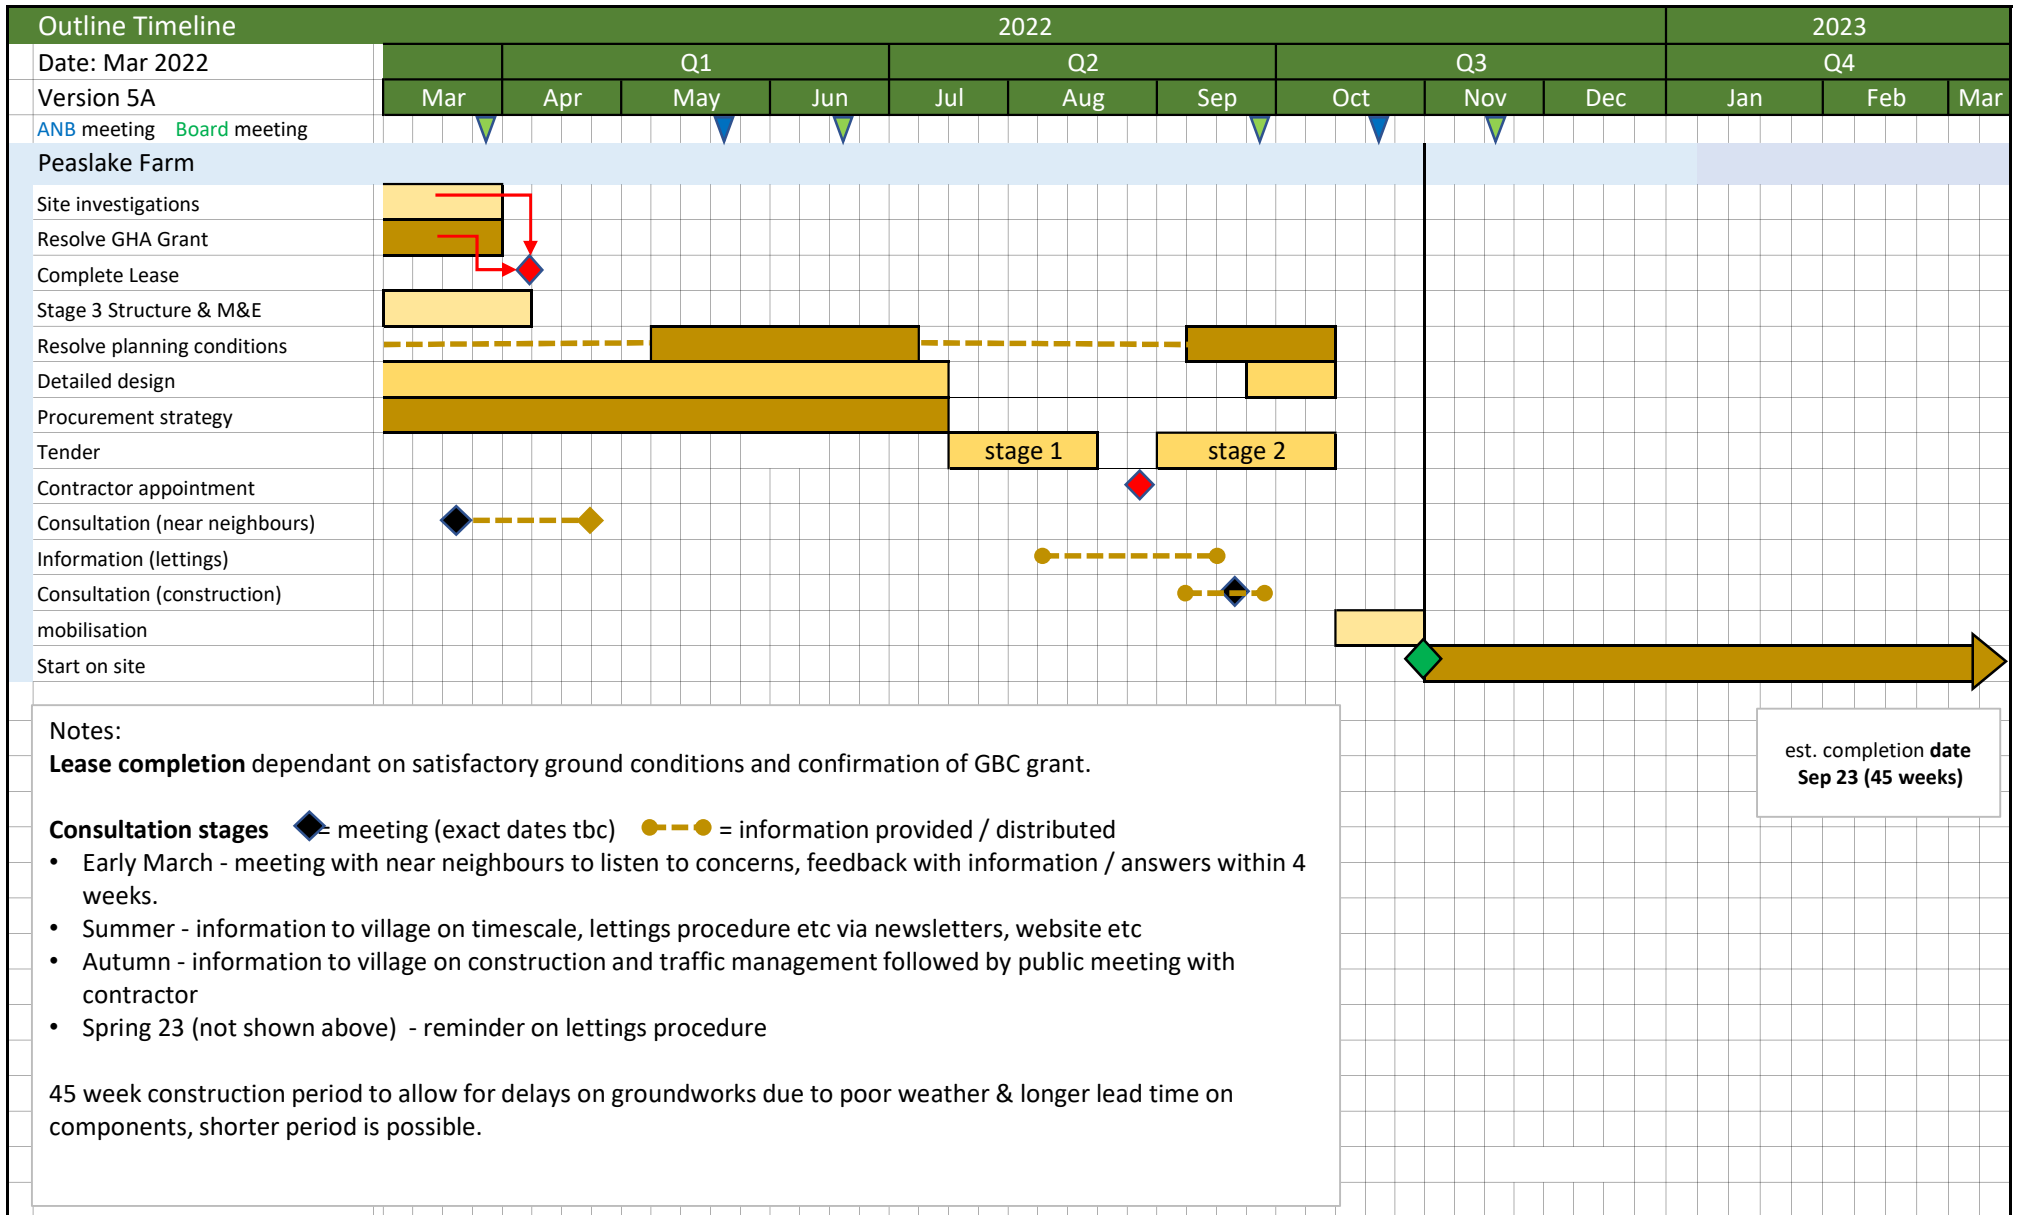 Outline Timeline 2022 2023
Date: Mar 2022 Q1 Q2 Q3 Q4
Version 5A Mar Apr May Jun Jul Aug Sep Oct Nov Dec Jan Feb Mar
ANB meeting Board meeting
Peaslake Farm
Site investigations
Resolve GHA Grant
Complete Lease
Stage 3 Structure & M&E
Resolve planning conditions
Detailed design
Procurement strategy
Tender stage 1 stage 2
Contractor appointment
Consultation (near neighbours)
Information (lettings)
Consultation (construction)
mobilisation
Start on site
Notes:
Lease completion dependant on satisfactory ground conditions and confirmation of GBC grant.
Consultation stages = meeting (exact dates tbc) = information provided / distributed
• Early March - meeting with near neighbours to listen to concerns, feedback with information / answers within 4
weeks.
• Summer - information to village on timescale, lettings procedure etc via newsletters, website etc
• Autumn - information to village on construction and traffic management followed by public meeting with
contractor
• Spring 23 (not shown above) - reminder on lettings procedure
45 week construction period to allow for delays on groundworks due to poor weather & longer lead time on
components, shorter period is possible.
est. completion date
Sep 23 (45 weeks)